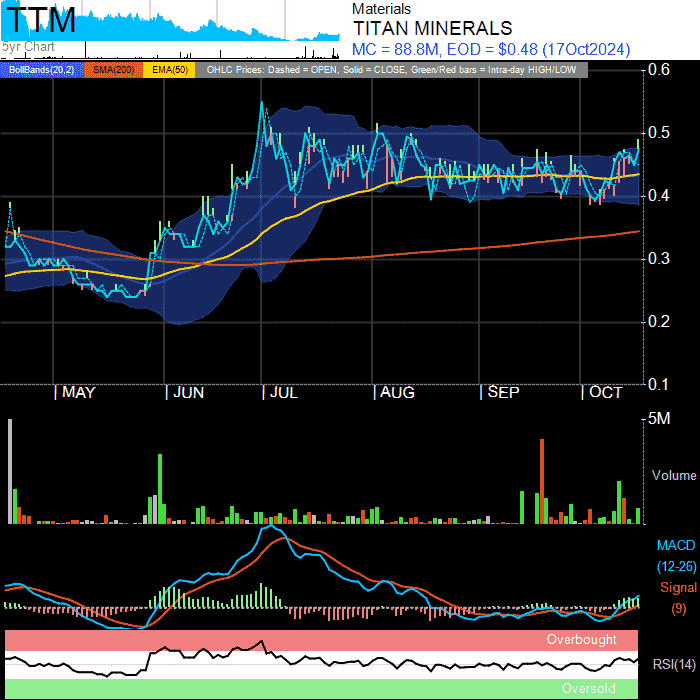 TTM
5yr Chart
Materials
TITAN MINERALS
MC = 88.8M, EOD = $0.48 (17Oct2024)
BollBands(20,2) SMA(200) EMA(50) OHLC Prices: Dashed = OPEN, Solid = CLOSE, Green/Red bars = Intra-day HIGH/LOW
0.6
0.5
0.4
0.3
0.2
0.1
MAY JUN JUL AUG SEP OCT
5M
Volume
MACD
(12-26)
Signal
(9)
Overbought
RSI(14)
Oversold